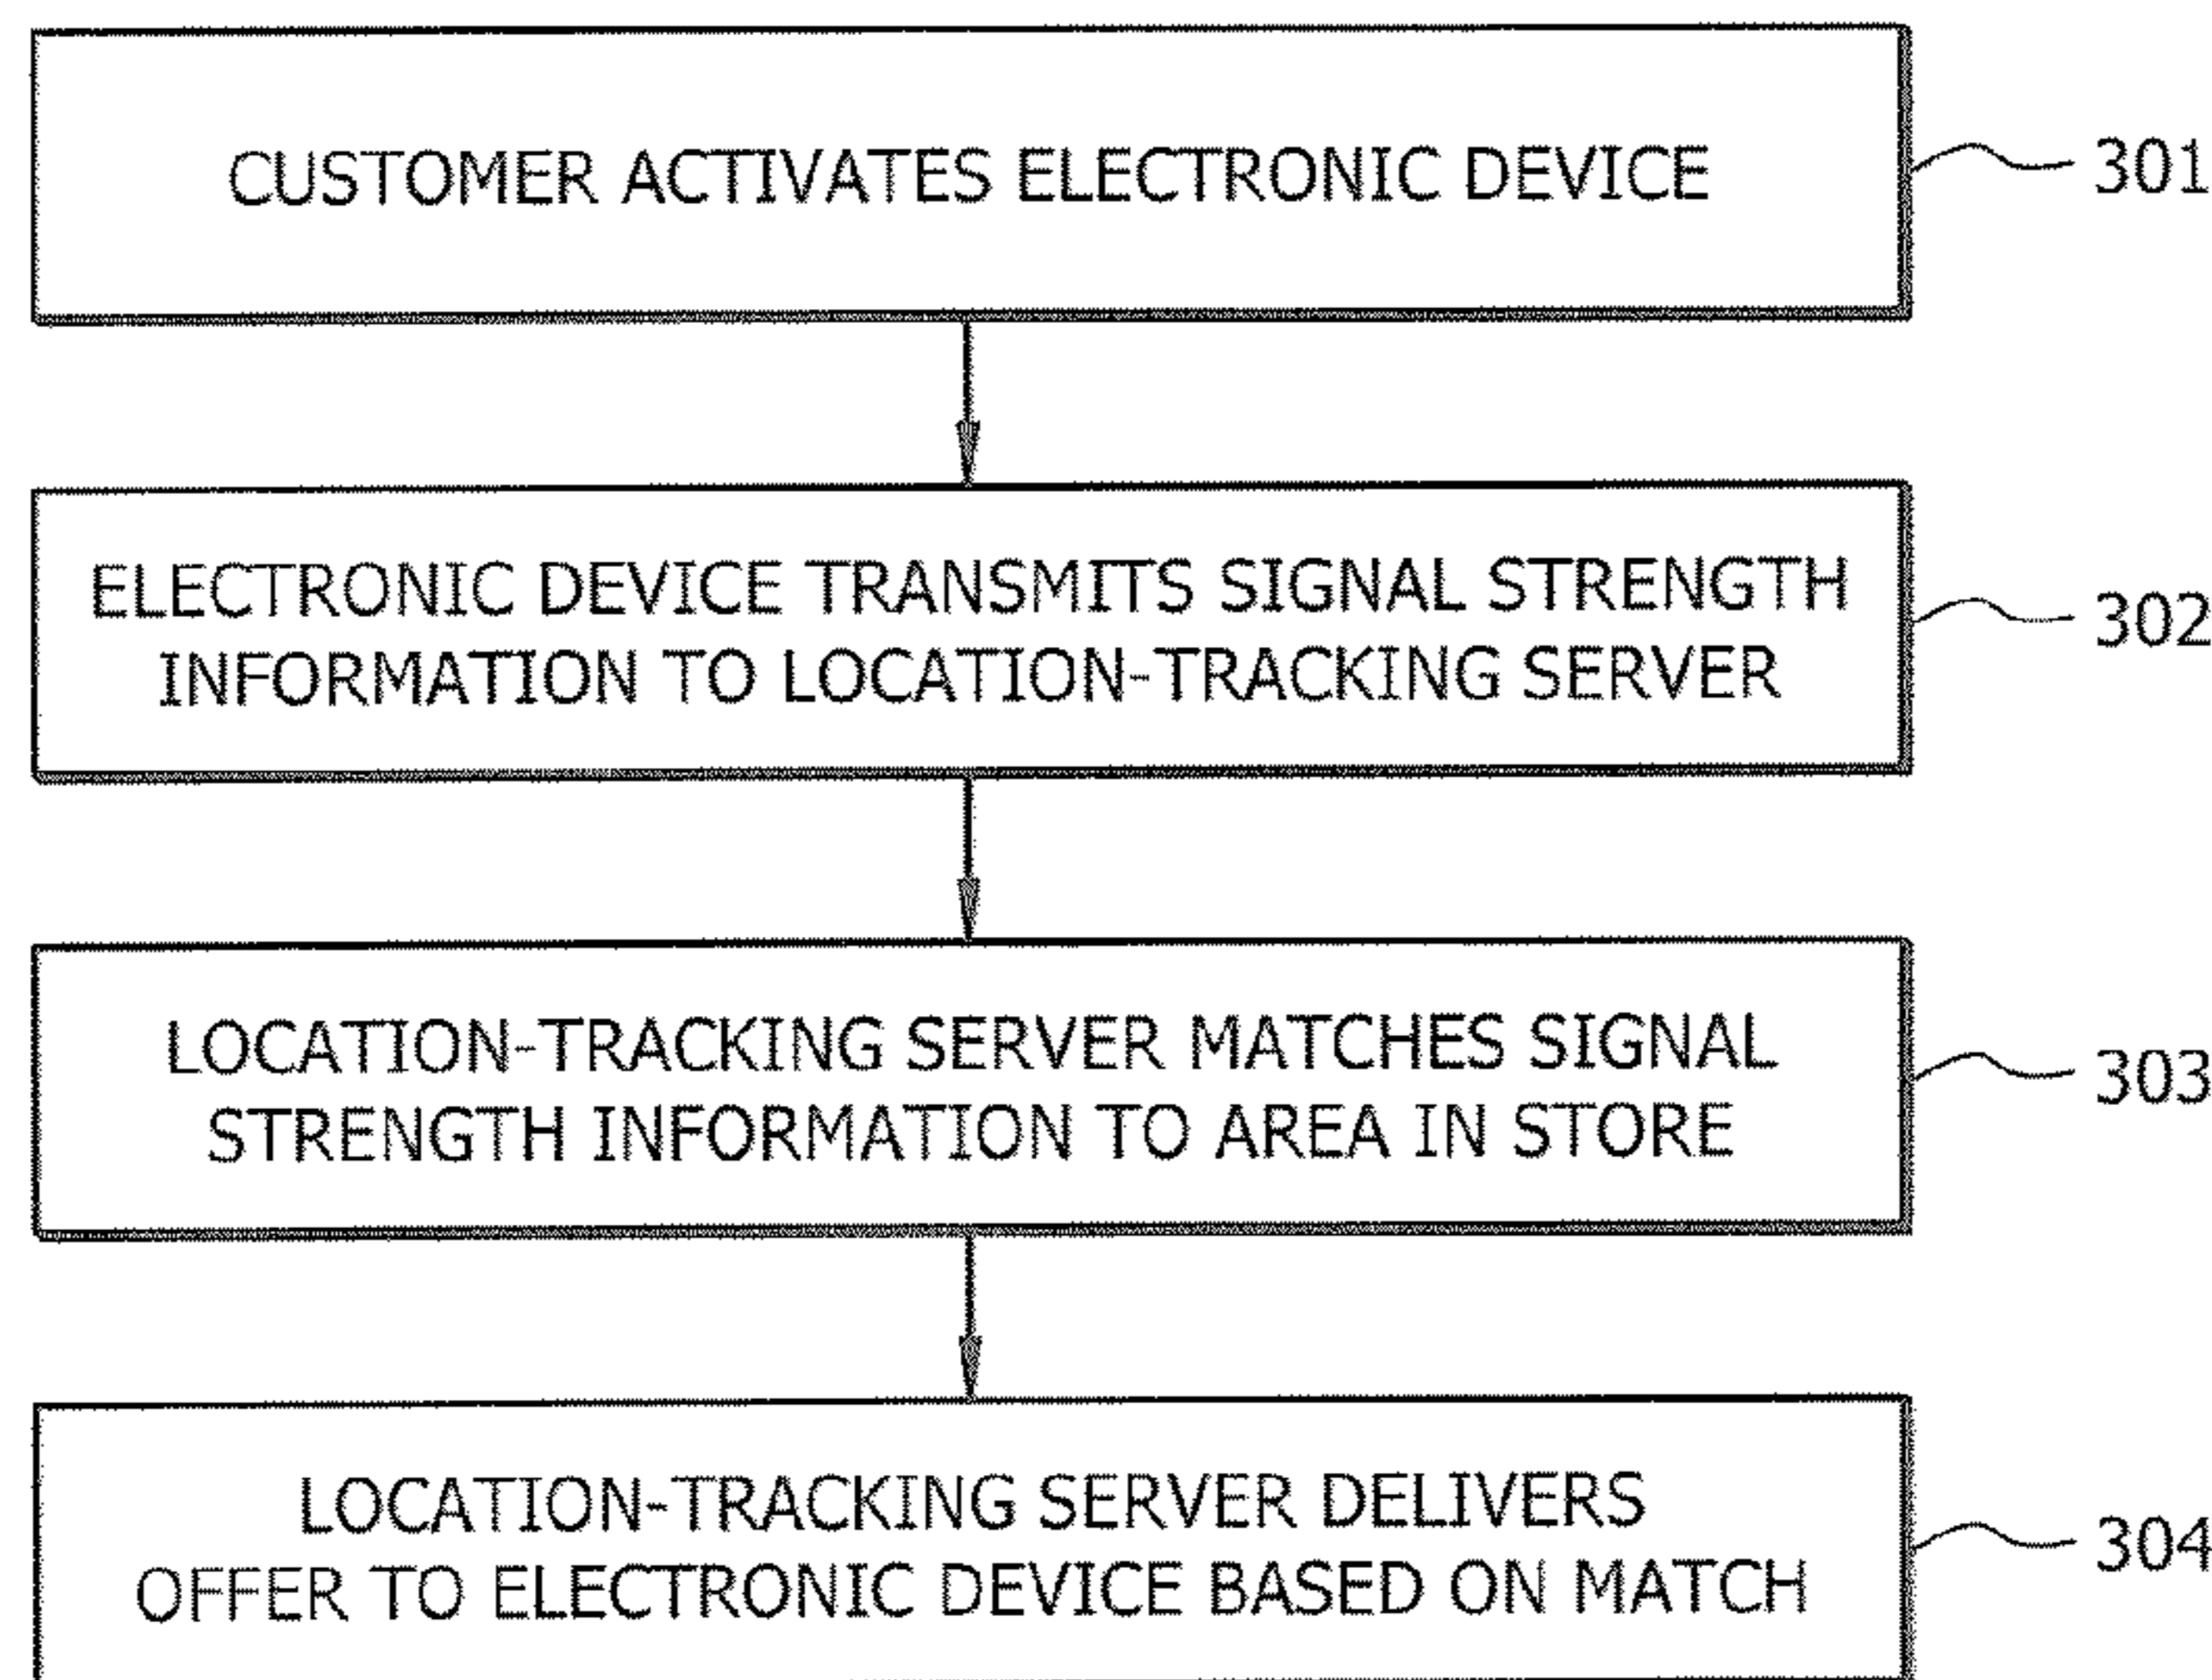 CUSTOMER ACTIVATES ELECTRONIC DEVICE
301
ELECTRONIC DEVICE TRANSMITS SIGNAL STRENGTH
INFORMATION TO LOCATION-TRACKING SERVER
302
LOCATION-TRACKING SERVER MATCHES SIGNAL
STRENGTH INFORMATION TO AREA IN STORE
303
LOCATION-TRACKING SERVER DELIVERS
OFFER TO ELECTRONIC DEVICE BASED ON MATCH
304